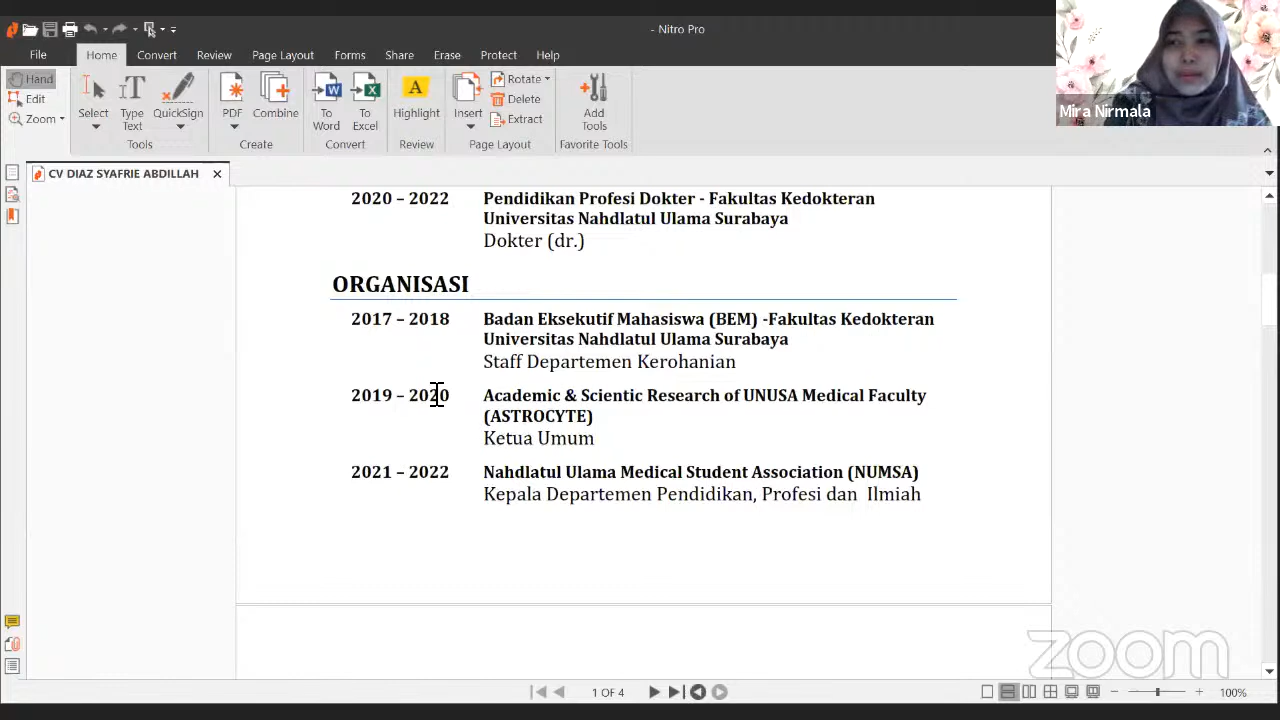 - Nitro Pro
File Home Convert Review Page Layout Forms Share Erase Protect Help
Hand
Edit
Zoom
Select
Type Text
QuickSign
Tools
PDF
Combine
Create
To Word
To Excel
Convert
Highlight
Review
Insert
Rotate
Delete
Extract
Page Layout
Add Tools
Favorite Tools
Mira Nirmala
CV DIAZ SYAFRIE ABDILLAH
2020 – 2022 Pendidikan Profesi Dokter - Fakultas Kedokteran
Universitas Nahdlatul Ulama Surabaya
Dokter (dr.)
ORGANISASI
2017 – 2018 Badan Eksekutif Mahasiswa (BEM) -Fakultas Kedokteran
Universitas Nahdlatul Ulama Surabaya
Staff Departemen Kerohanian
2019 – 2020 Academic & Scientic Research of UNUSA Medical Faculty
(ASTROCYTE)
Ketua Umum
2021 – 2022 Nahdlatul Ulama Medical Student Association (NUMSA)
Kepala Departemen Pendidikan, Profesi dan Ilmiah
zoom
1 OF 4
100%